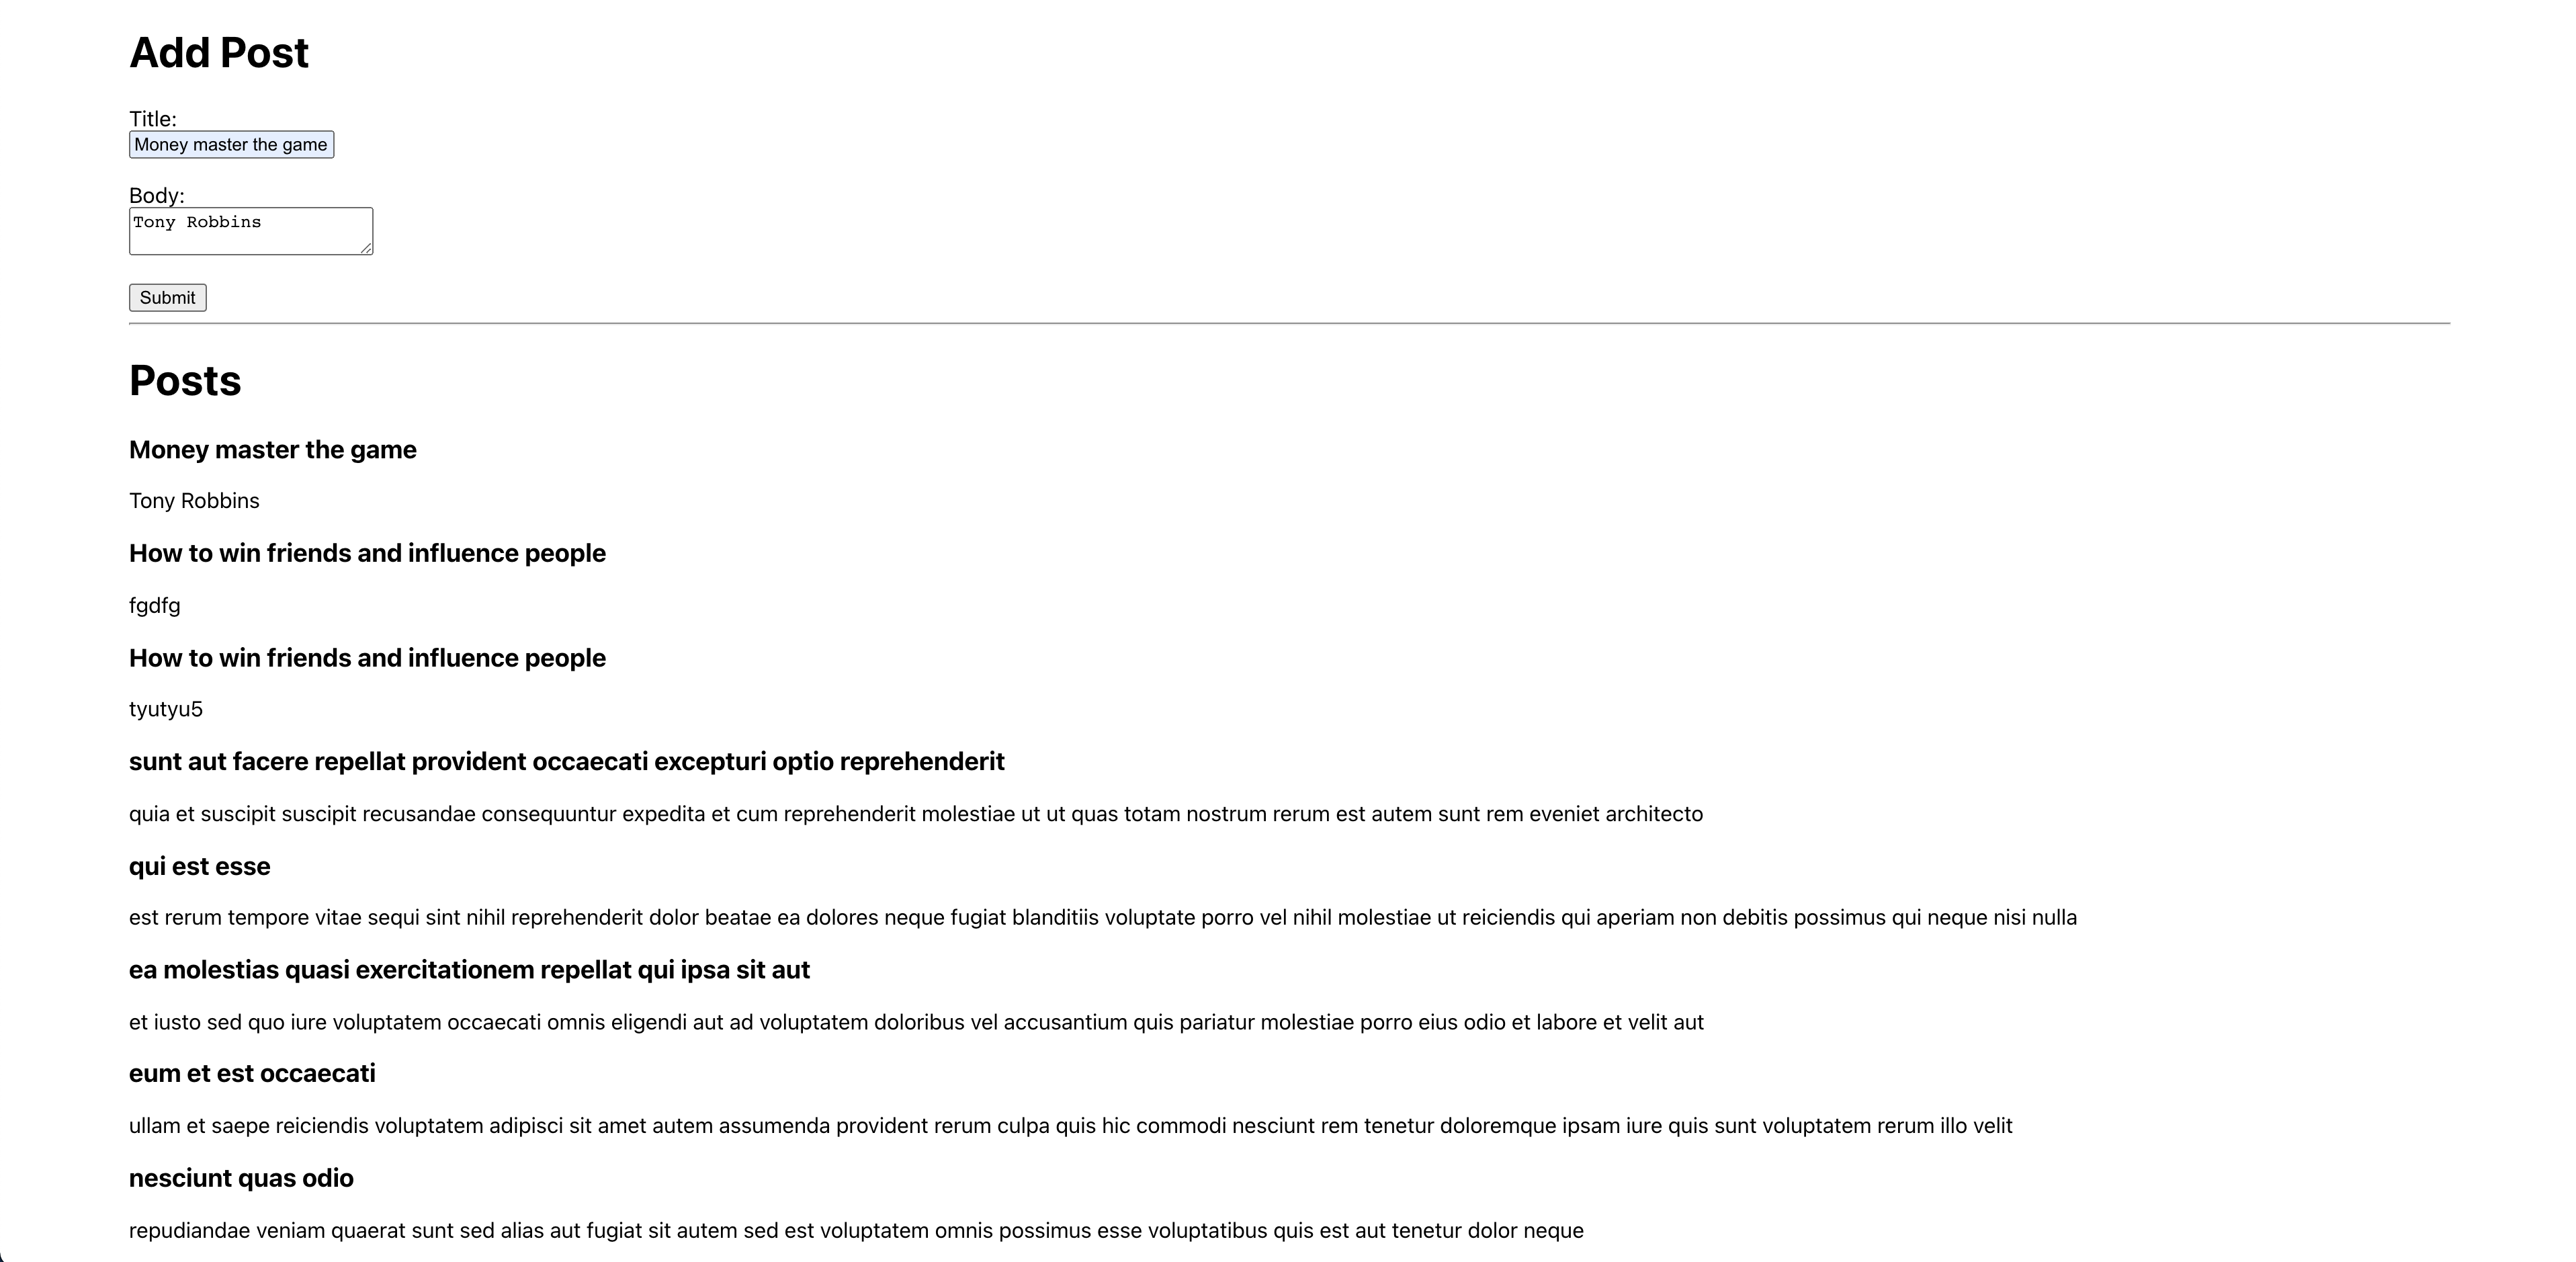 Add Post
Title:
Money master the game
Body:
Tony Robbins
Submit
Posts
Money master the game
Tony Robbins
How to win friends and influence people
fgdfg
How to win friends and influence people
tyutyu5
sunt aut facere repellat provident occaecati excepturi optio reprehenderit
quia et suscipit suscipit recusandae consequuntur expedita et cum reprehenderit molestiae ut ut quas totam nostrum rerum est autem sunt rem eveniet architecto
qui est esse
est rerum tempore vitae sequi sint nihil reprehenderit dolor beatae ea dolores neque fugiat blanditiis voluptate porro vel nihil molestiae ut reiciendis qui aperiam non debitis possimus qui neque nisi nulla
ea molestias quasi exercitationem repellat qui ipsa sit aut
et iusto sed quo iure voluptatem occaecati omnis eligendi aut ad voluptatem doloribus vel accusantium quis pariatur molestiae porro eius odio et labore et velit aut
eum et est occaecati
ullam et saepe reiciendis voluptatem adipisci sit amet autem assumenda provident rerum culpa quis hic commodi nesciunt rem tenetur doloremque ipsam iure quis sunt voluptatem rerum illo velit
nesciunt quas odio
repudiandae veniam quaerat sunt sed alias aut fugiat sit autem sed est voluptatem omnis possimus esse voluptatibus quis est aut tenetur dolor neque